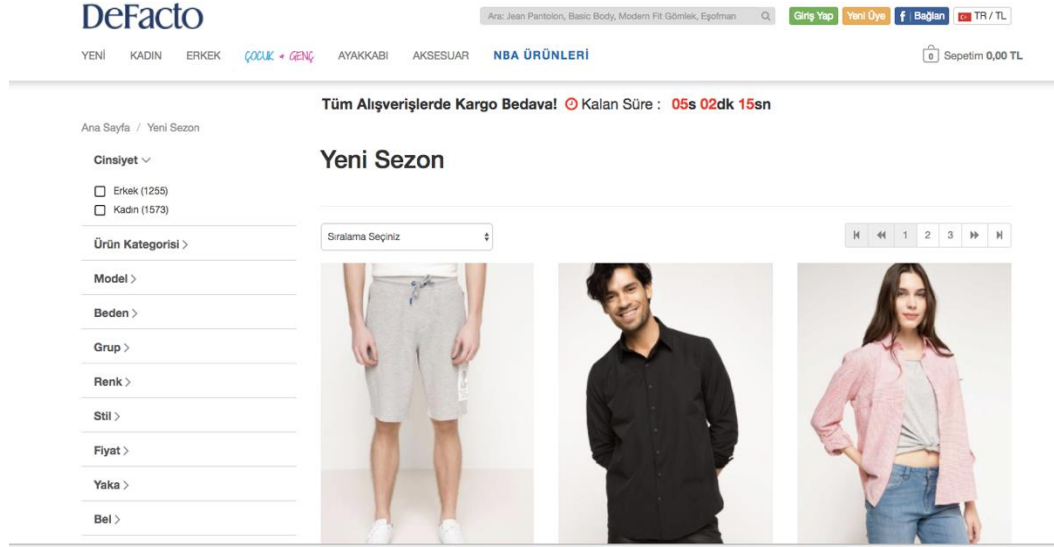 DeFacto
Ara: Jean Pantolon, Basic Body, Modern Fit Gömlek, Eşofman
Giriş Yap
Yeni Üye
f Bağlan
TR / TL
YENİ KADIN ERKEK ÇOCUK + GENÇ AYAKKABI AKSESUAR NBA ÜRÜNLERİ
0 Sepetim 0,00 TL
Tüm Alışverişlerde Kargo Bedava! Kalan Süre : 05s 02dk 15sn
Ana Sayfa / Yeni Sezon
Cinsiyet
Erkek (1255)
Kadın (1573)
Ürün Kategorisi >
Model >
Beden >
Grup >
Renk >
Stil >
Fiyat >
Yaka >
Bel >
Yeni Sezon
Sıralama Seçiniz
1 2 3